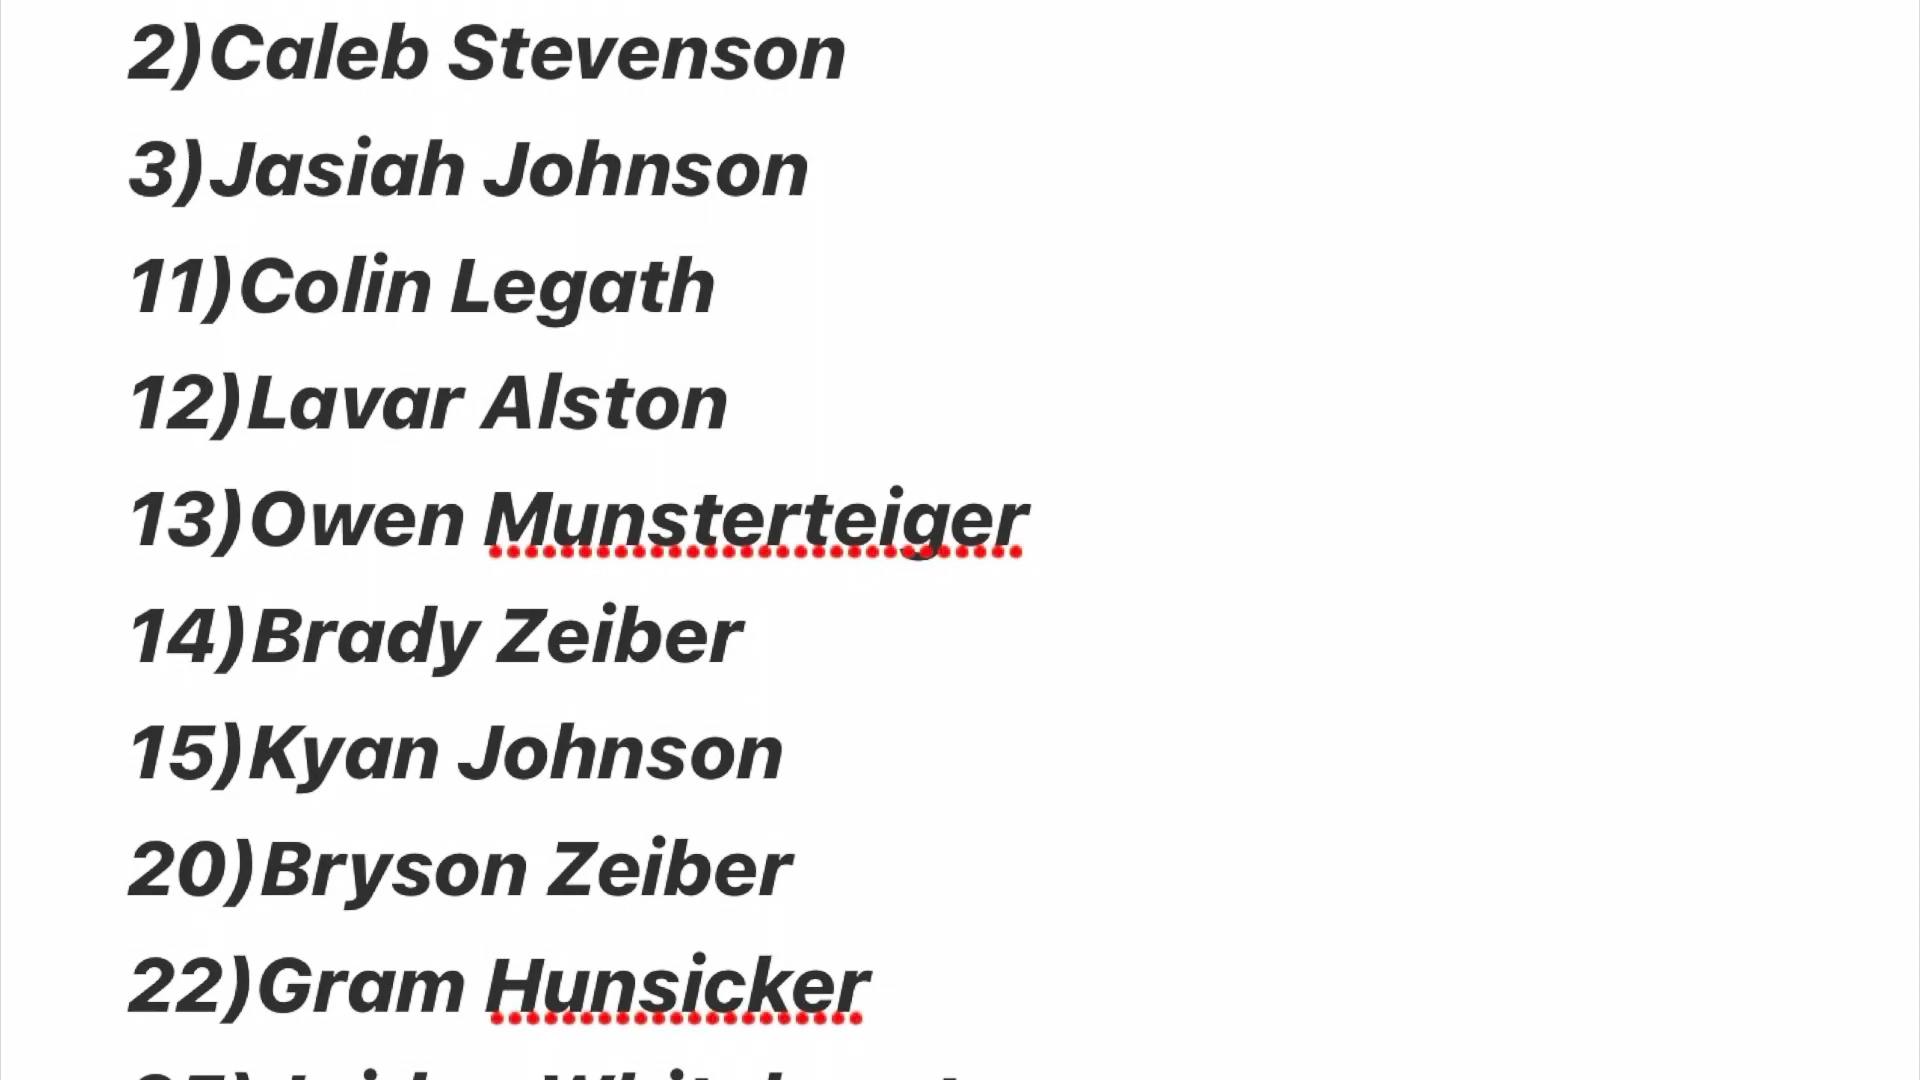 2)Caleb Stevenson
3)Jasiah Johnson
11)Colin Legath
12)Lavar Alston
13)Owen Munsterteiger
14)Brady Zeiber
15)Kyan Johnson
20)Bryson Zeiber
22)Gram Hunsicker